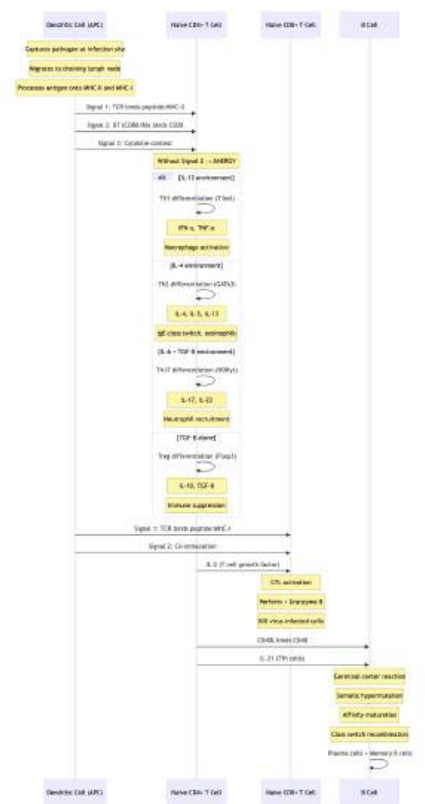 Dendritic Cell (APC)
Naive CD4+ T Cell
Naive CD8+ T Cell
B Cell
Captures pathogen at infection site
Migrates to draining lymph node
Processes antigen onto MHC-II and MHC-I
Signal 1: TCR binds peptide:MHC-II
Signal 2: B7 (CD80/86) binds CD28
Signal 3: Cytokine context
Without Signal 2 → ANERGY
alt
[IL-12 environment]
Th1 differentiation (T-bet)
IFN-γ, TNF-α
Macrophage activation
[IL-4 environment]
Th2 differentiation (GATA3)
IL-4, IL-5, IL-13
IgE class switch, eosinophils
[IL-6 + TGF-β environment]
Th17 differentiation (RORγt)
IL-17, IL-22
Neutrophil recruitment
[TGF-β alone]
Treg differentiation (Foxp3)
IL-10, TGF-β
Immune suppression
Signal 1: TCR binds peptide:MHC-I
Signal 2: Co-stimulation
IL-2 (T cell growth factor)
CTL activation
Perforin + Granzyme B
Kill virus-infected cells
CD40L binds CD40
IL-21 (Tfh cells)
Germinal center reaction
Somatic hypermutation
Affinity maturation
Class switch recombination
Plasma cells + Memory B cells
Dendritic Cell (APC)
Naive CD4+ T Cell
Naive CD8+ T Cell
B Cell